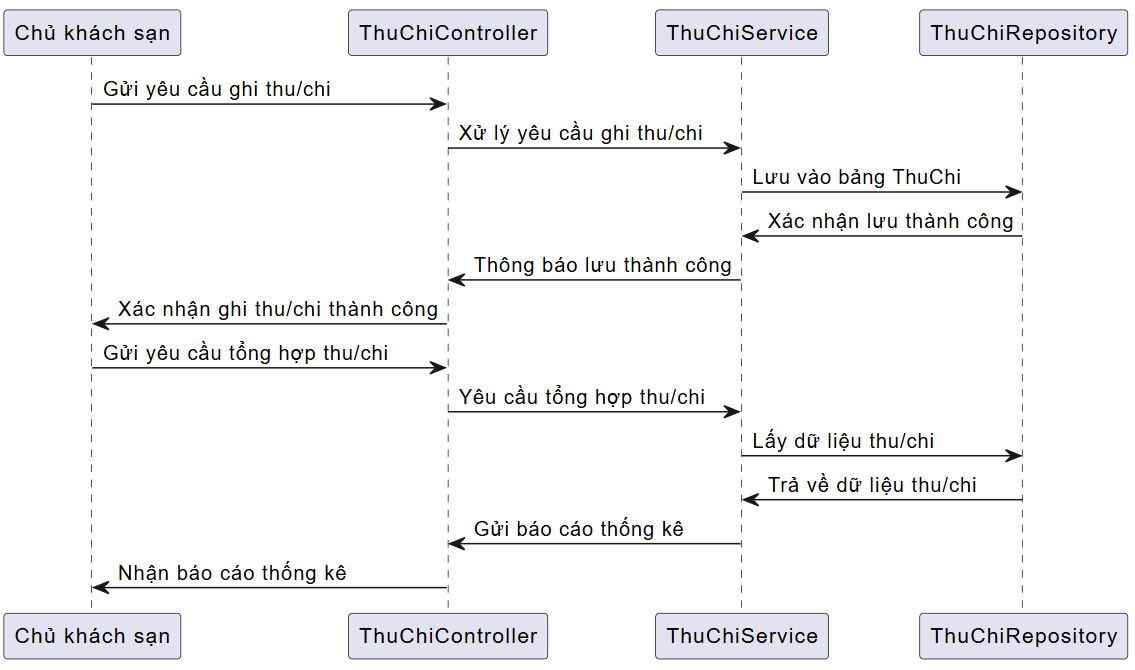 Chủ khách sạn
ThuChiController
ThuChiService
ThuChiRepository
Gửi yêu cầu ghi thu/chi
Xử lý yêu cầu ghi thu/chi
Lưu vào bảng ThuChi
Xác nhận lưu thành công
Thông báo lưu thành công
Xác nhận ghi thu/chi thành công
Gửi yêu cầu tổng hợp thu/chi
Yêu cầu tổng hợp thu/chi
Lấy dữ liệu thu/chi
Trả về dữ liệu thu/chi
Gửi báo cáo thống kê
Nhận báo cáo thống kê
Chủ khách sạn
ThuChiController
ThuChiService
ThuChiRepository